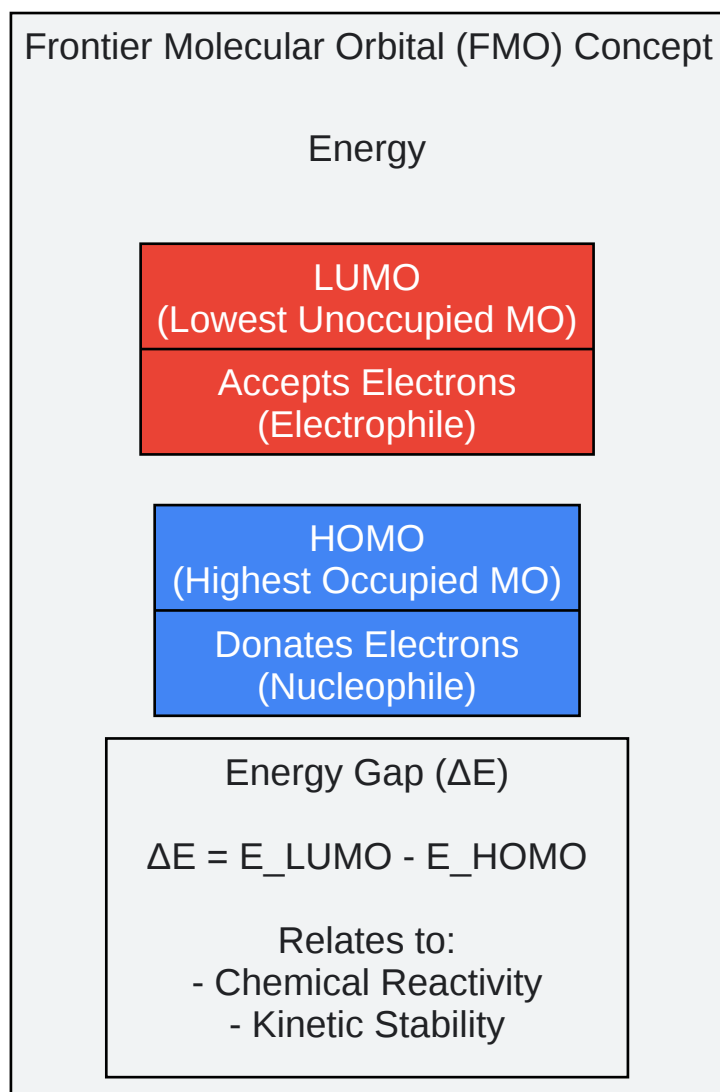 Frontier Molecular Orbital (FMO) Concept
Energy
LUMO
(Lowest Unoccupied MO)
Accepts Electrons
(Electrophile)
HOMO
(Highest Occupied MO)
Donates Electrons
(Nucleophile)
Energy Gap (ΔE)
ΔE = E_LUMO - E_HOMO
Relates to:
- Chemical Reactivity
- Kinetic Stability